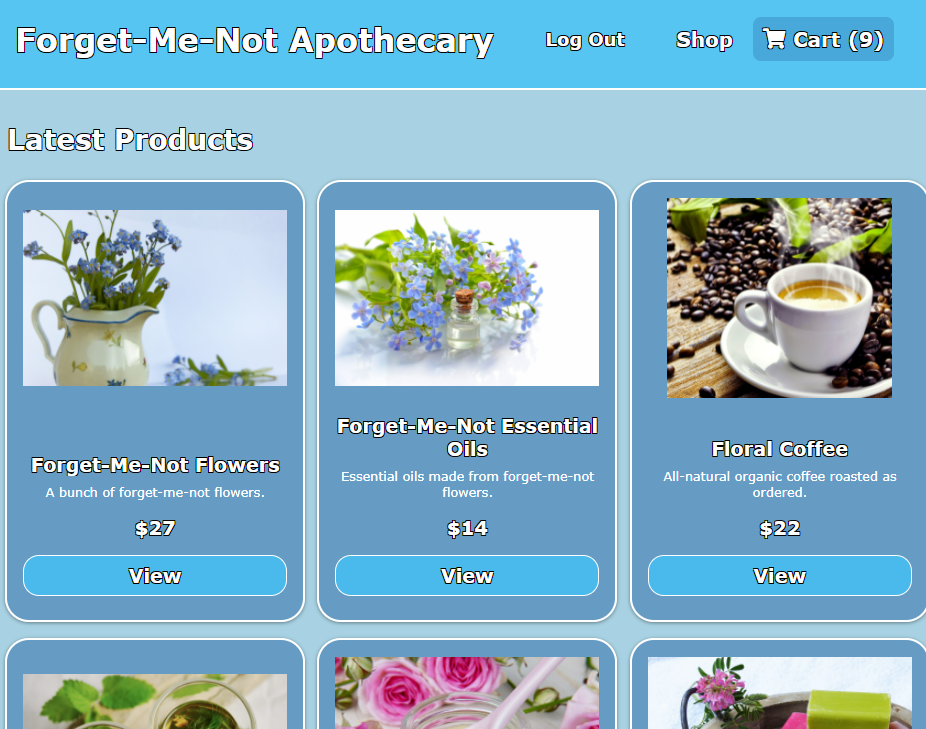 Forget-Me-Not Apothecary Log Out Shop Cart (9)
Latest Products
Forget-Me-Not Flowers
A bunch of forget-me-not flowers.
$27
View
Forget-Me-Not Essential
Oils
Essential oils made from forget-me-not
flowers.
$14
View
Floral Coffee
All-natural organic coffee roasted as
ordered.
$22
View